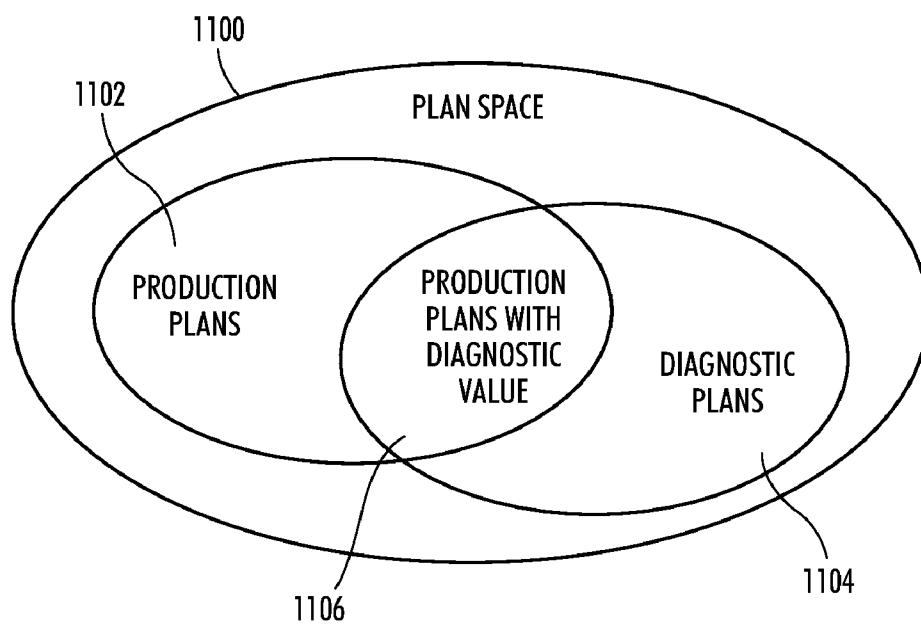 1100
1102
PLAN SPACE
PRODUCTION
PLANS
PRODUCTION
PLANS WITH
DIAGNOSTIC
VALUE
DIAGNOSTIC
PLANS
1106
1104